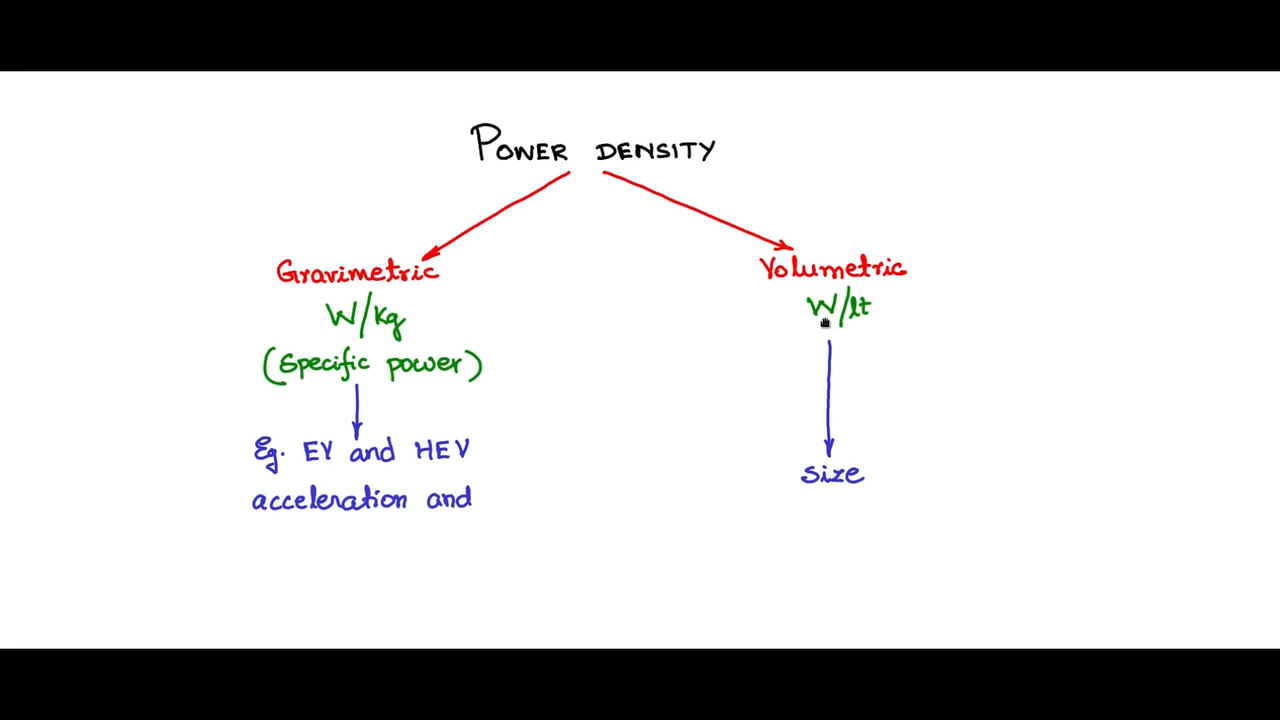 POWER DENSITY
Gravimetric
W/kg
(Specific power)
Eg. EV and HEV
acceleration and
Volumetric
W/lt
Size